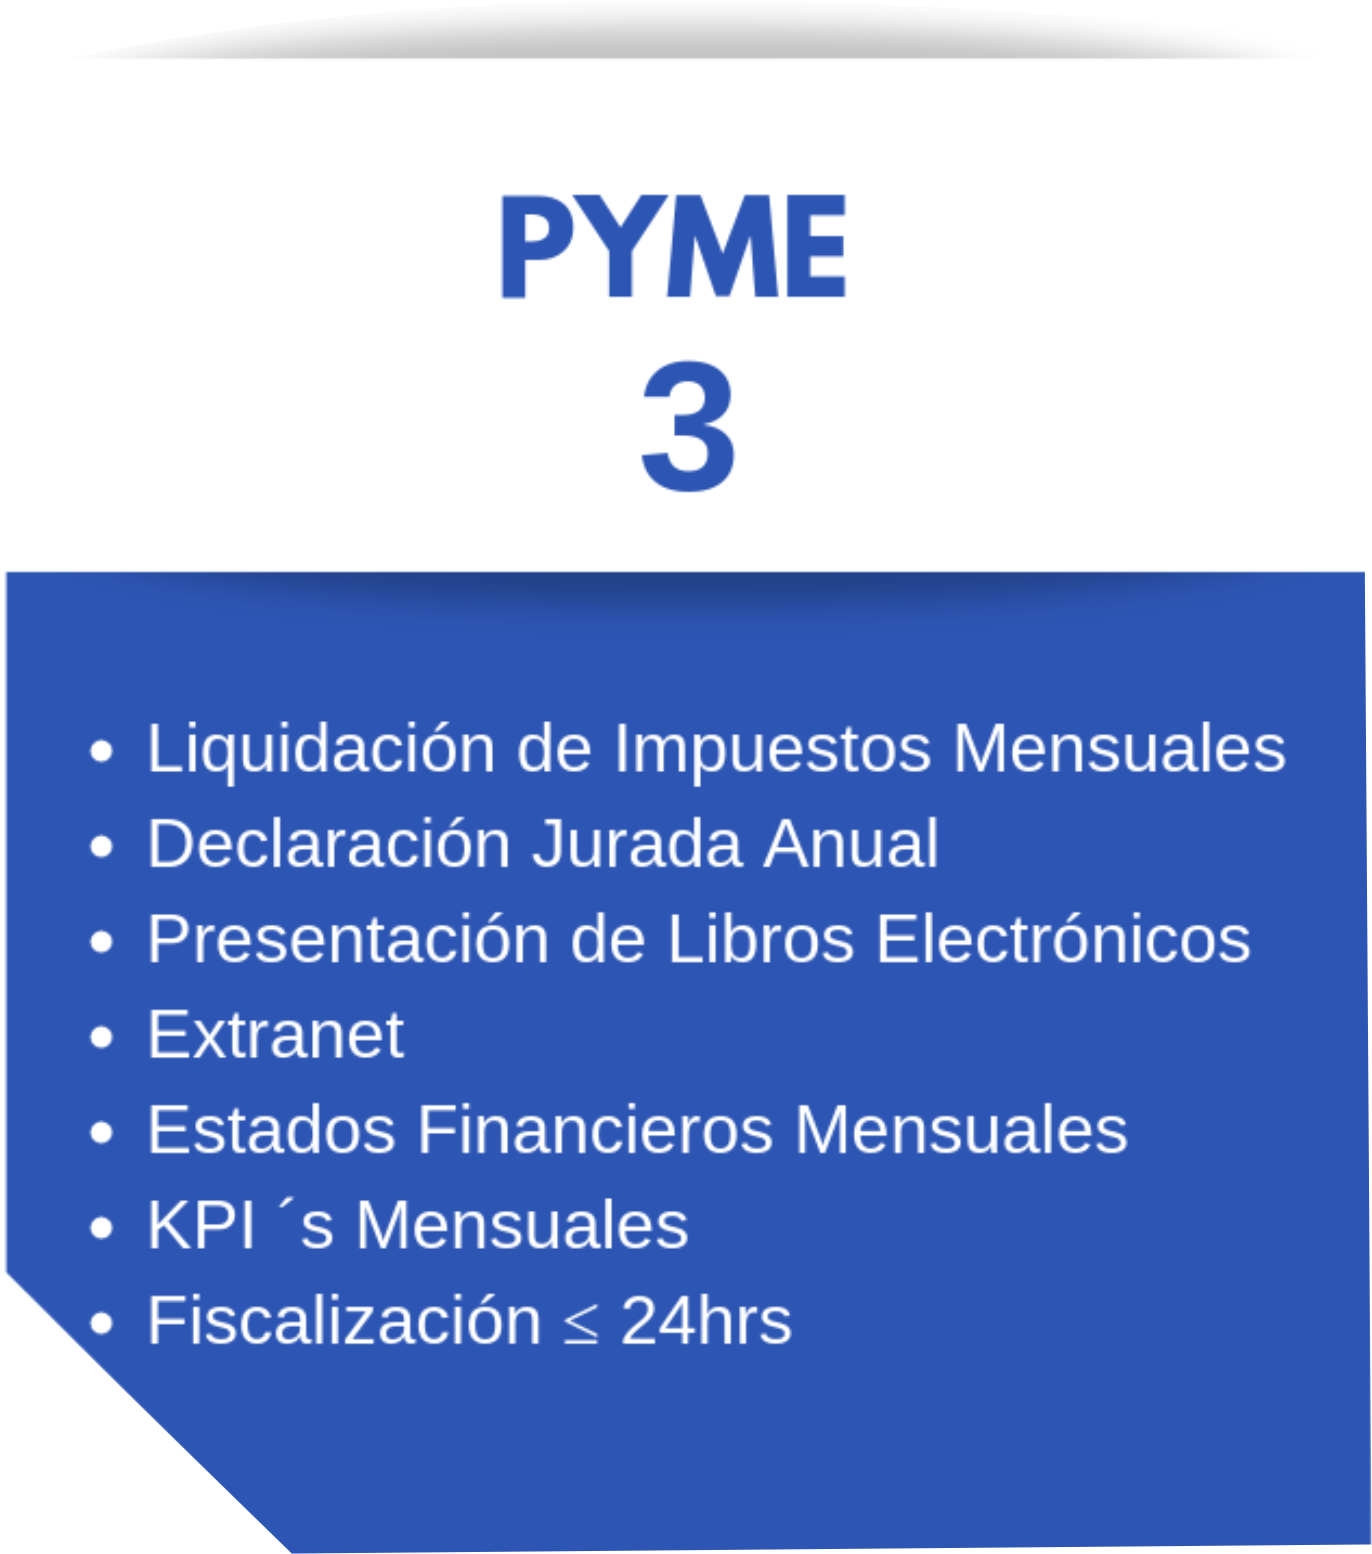 PYME
3
• Liquidación de Impuestos Mensuales
• Declaración Jurada Anual
• Presentación de Libros Electrónicos
• Extranet
• Estados Financieros Mensuales
• KPI ´s Mensuales
• Fiscalización ≤ 24hrs